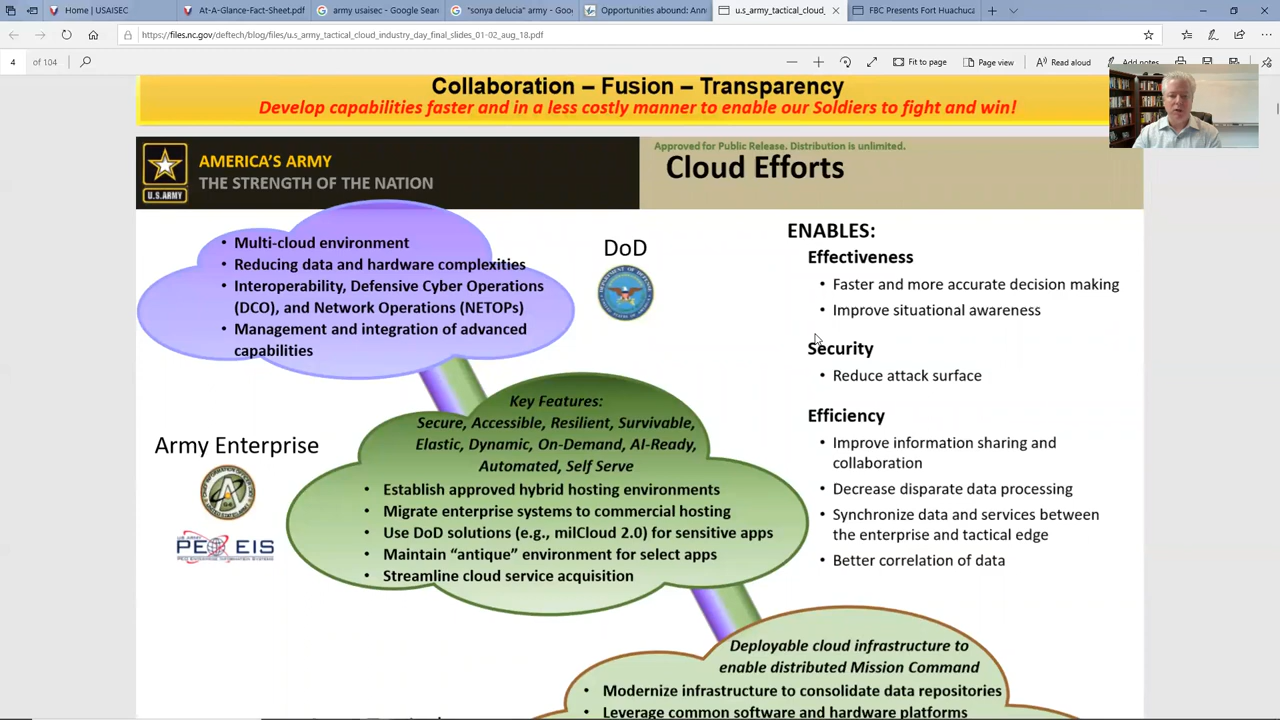 Home | USAISEC
At-A-Glance-Fact-Sheet.pdf
army usaisec - Google Sear
"sonya delucia" army - Goo
Opportunities abound: Ann
u.s_army_tactical_cloud_
FBC Presents Fort Huachuca
https://files.nc.gov/deftech/blog/files/u.s_army_tactical_cloud_industry_day_final_slides_01-02_aug_18.pdf
4 of 104
Fit to page
Page view
Read aloud
Add notes
Collaboration – Fusion – Transparency
Develop capabilities faster and in a less costly manner to enable our Soldiers to fight and win!
AMERICA'S ARMY
THE STRENGTH OF THE NATION
U.S.ARMY
Approved for Public Release. Distribution is unlimited.
Cloud Efforts
• Multi-cloud environment
• Reducing data and hardware complexities
• Interoperability, Defensive Cyber Operations
(DCO), and Network Operations (NETOPs)
• Management and integration of advanced
capabilities
DoD
ENABLES:
Effectiveness
• Faster and more accurate decision making
• Improve situational awareness
Security
• Reduce attack surface
Efficiency
• Improve information sharing and
collaboration
• Decrease disparate data processing
• Synchronize data and services between
the enterprise and tactical edge
• Better correlation of data
Army Enterprise
PEO EIS
Key Features:
Secure, Accessible, Resilient, Survivable,
Elastic, Dynamic, On-Demand, AI-Ready,
Automated, Self Serve
• Establish approved hybrid hosting environments
• Migrate enterprise systems to commercial hosting
• Use DoD solutions (e.g., milCloud 2.0) for sensitive apps
• Maintain "antique" environment for select apps
• Streamline cloud service acquisition
Deployable cloud infrastructure to
enable distributed Mission Command
• Modernize infrastructure to consolidate data repositories
• Leverage common software and hardware platforms